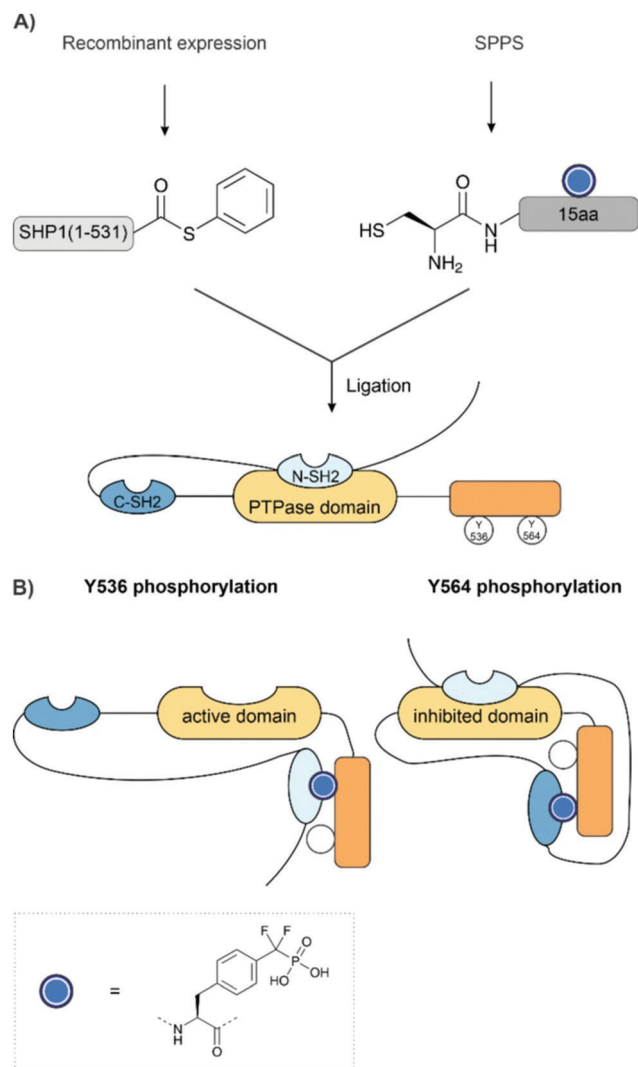 A)
Recombinant expression
SPPS
O
S
SHP1(1-531)
O
HS
N
H
NH₂
15aa
Ligation
N-SH2
C-SH2
PTPase domain
Y
536
Y
564
B)
Y536 phosphorylation
Y564 phosphorylation
active domain
inhibited domain
=
F F
O
P
HO OH
N
H
O